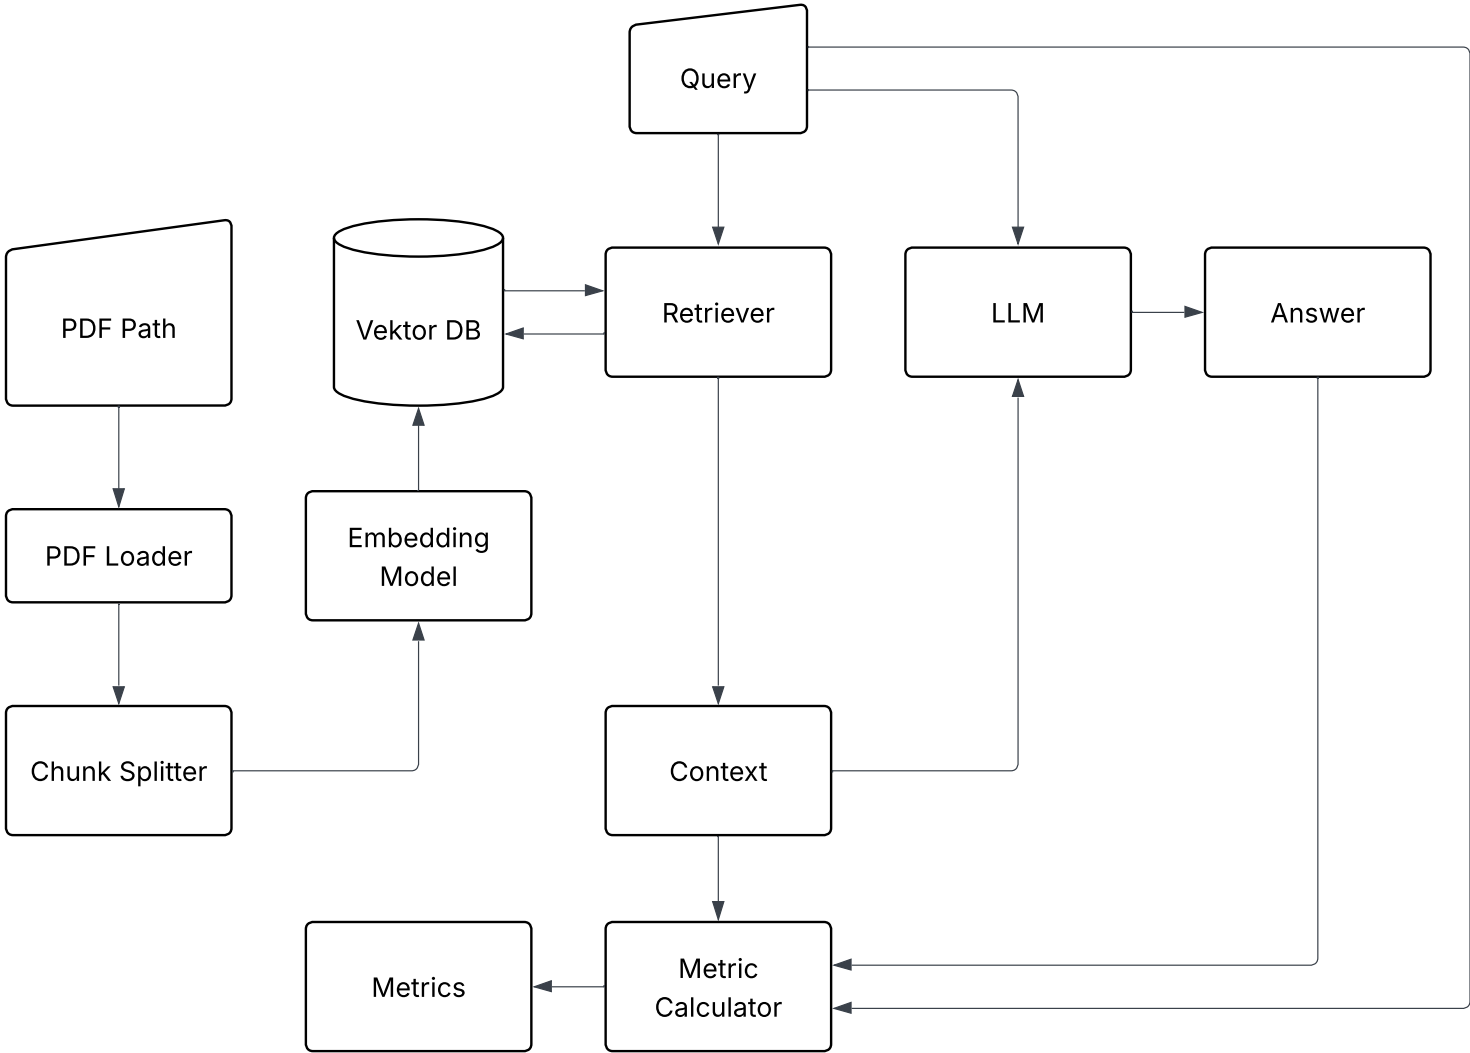 Query
PDF Path
Vektor DB
Retriever
LLM
Answer
PDF Loader
Embedding
Model
Chunk Splitter
Context
Metrics
Metric
Calculator